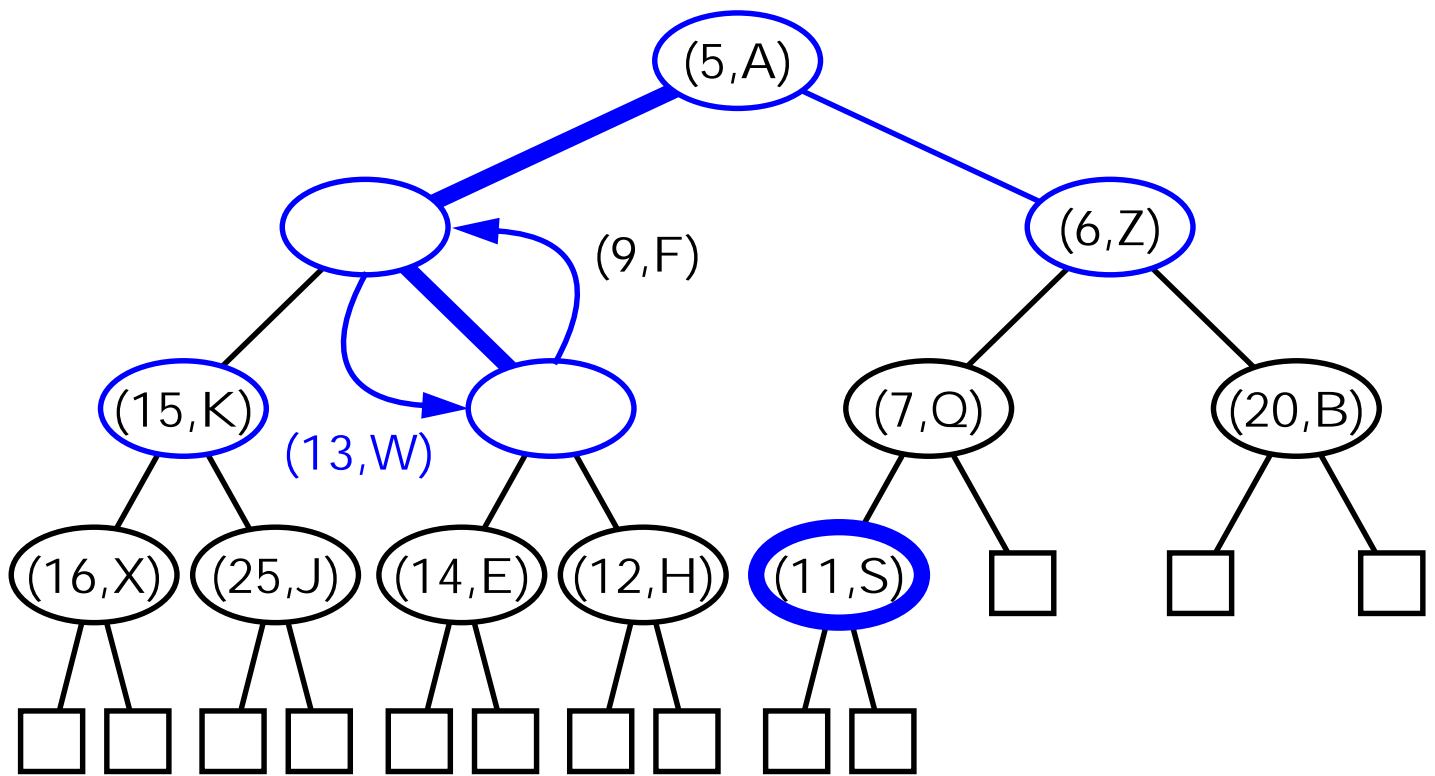 (5,A)
(9,F)
(6,Z)
(15,K)
(13,W)
(7,Q)
(20,B)
(16,X)
(25,J)
(14,E)
(12,H)
(11,S)